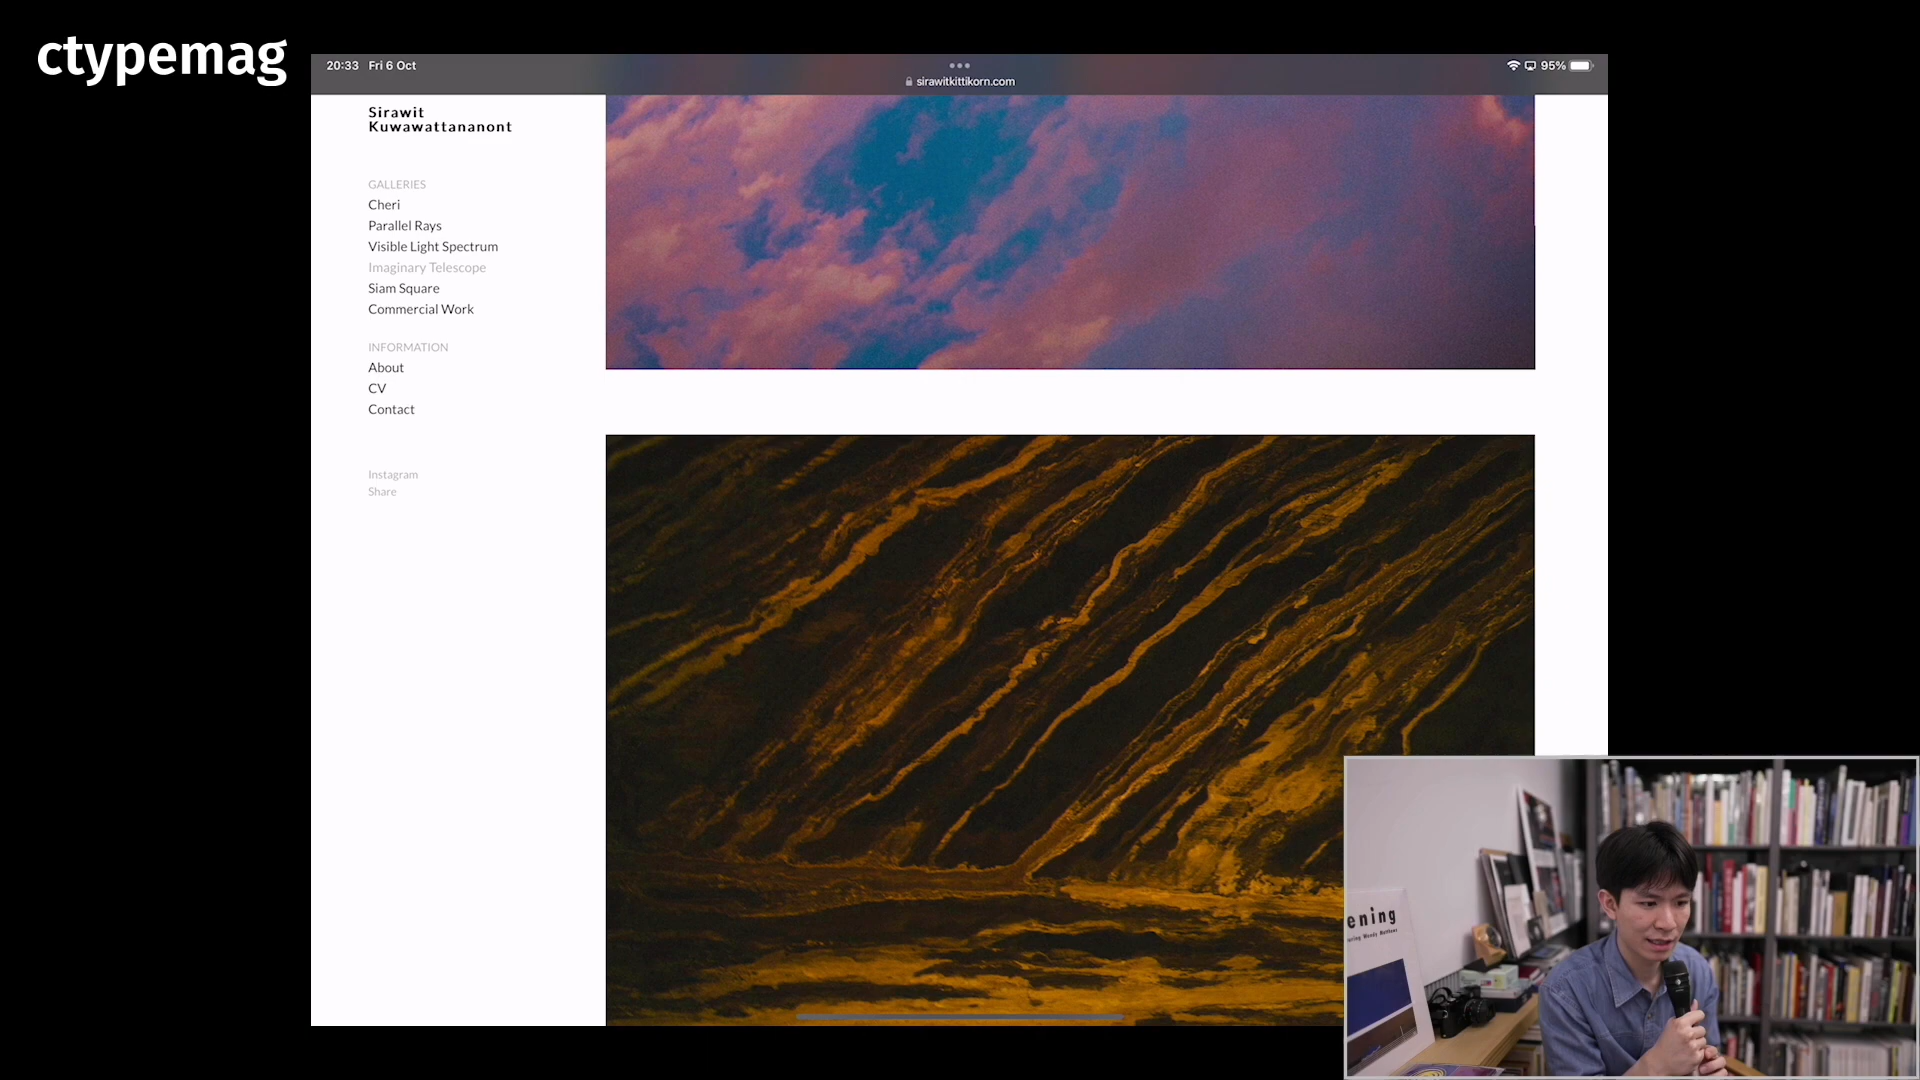 ctypemag
20:33 Fri 6 Oct
95%
sirawitkittikorn.com
Sirawit
Kuwawattananont
GALLERIES
Cheri
Parallel Rays
Visible Light Spectrum
Imaginary Telescope
Siam Square
Commercial Work
INFORMATION
About
CV
Contact
Instagram
Share
ening